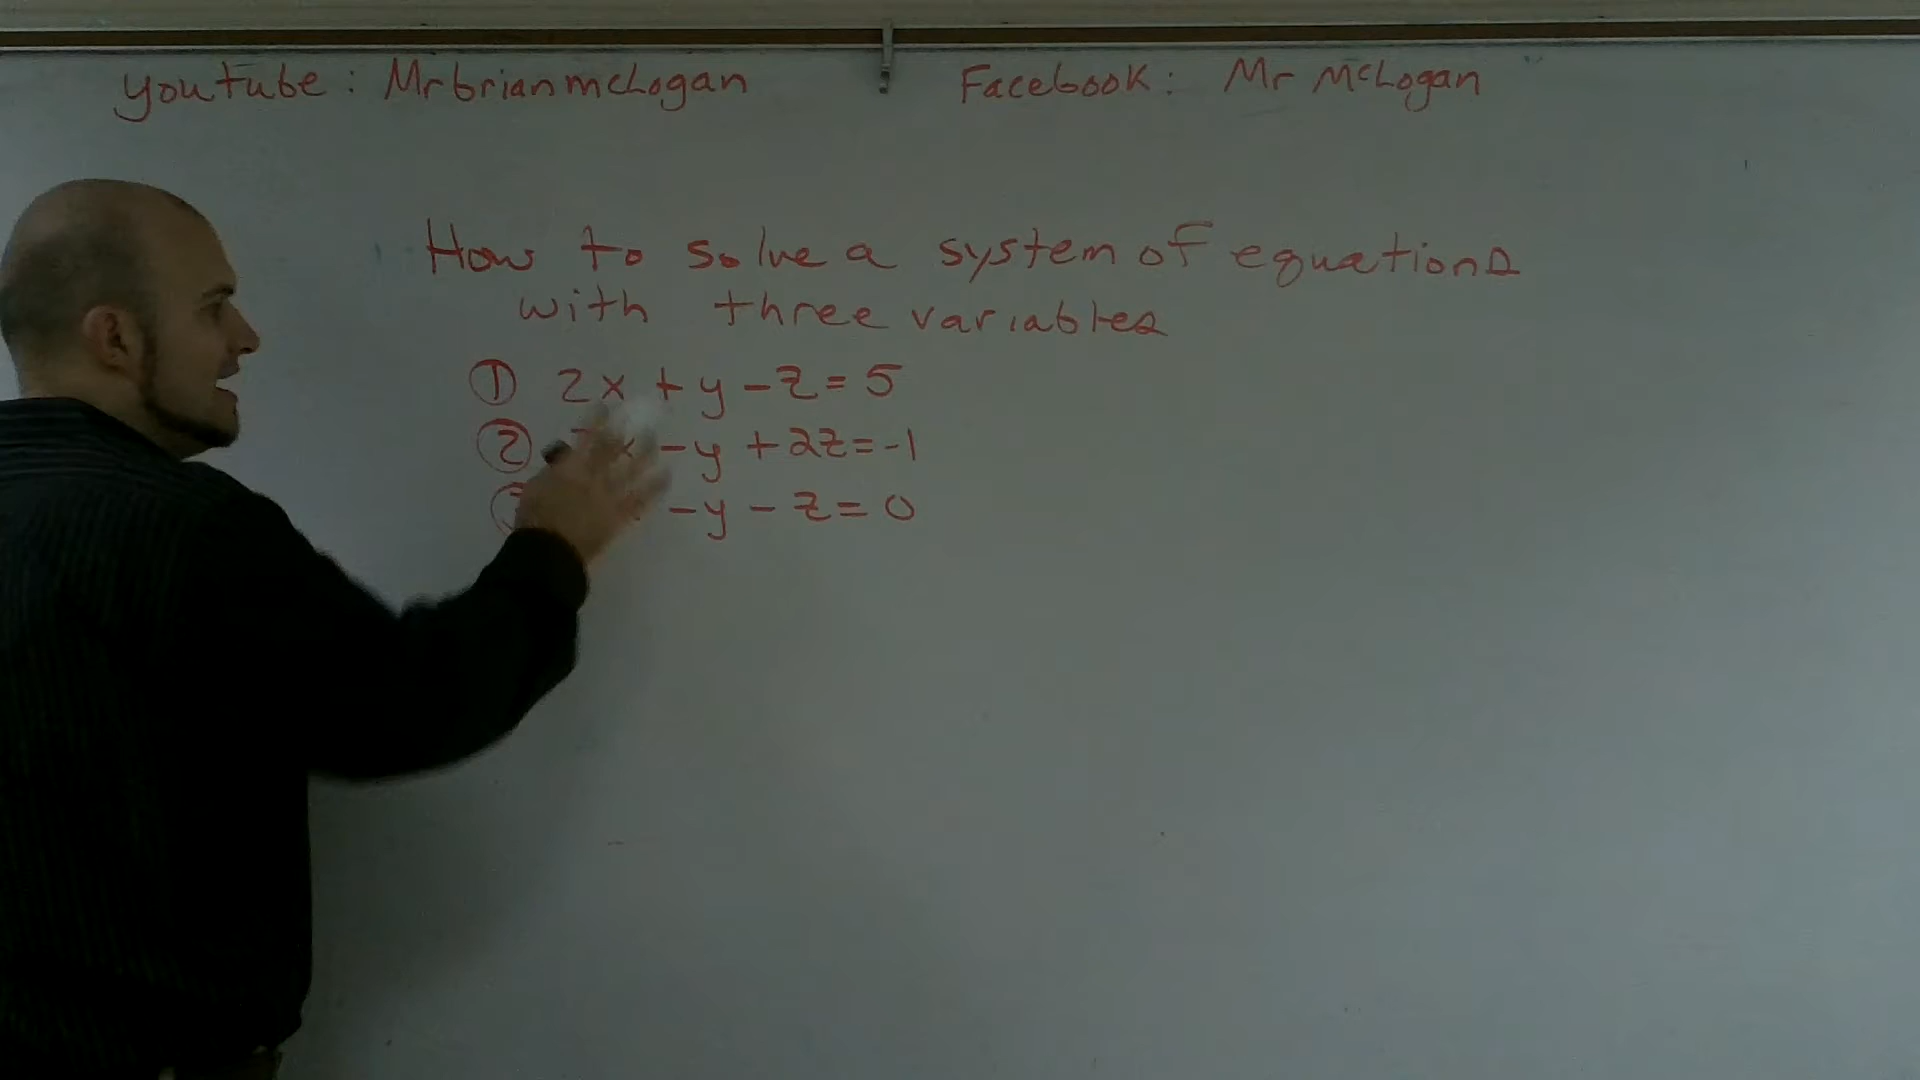 youtube: Mrbrianmclogan
Facebook: Mr McLogan
How to solve a system of equations
with three variables
① 2x + y - z = 5
② - y + 2z = -1
- y - z = 0